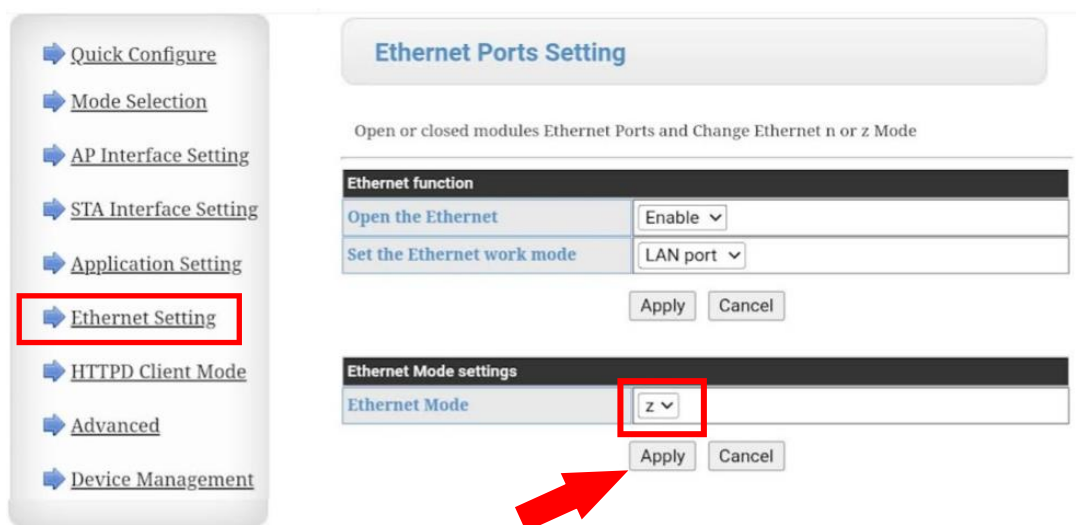 Quick Configure
Mode Selection
AP Interface Setting
STA Interface Setting
Application Setting
Ethernet Setting
HTTPD Client Mode
Advanced
Device Management
Ethernet Ports Setting
Open or closed modules Ethernet Ports and Change Ethernet n or z Mode
Ethernet function
Open the Ethernet Enable
Set the Ethernet work mode LAN port
Apply Cancel
Ethernet Mode settings
Ethernet Mode z
Apply Cancel